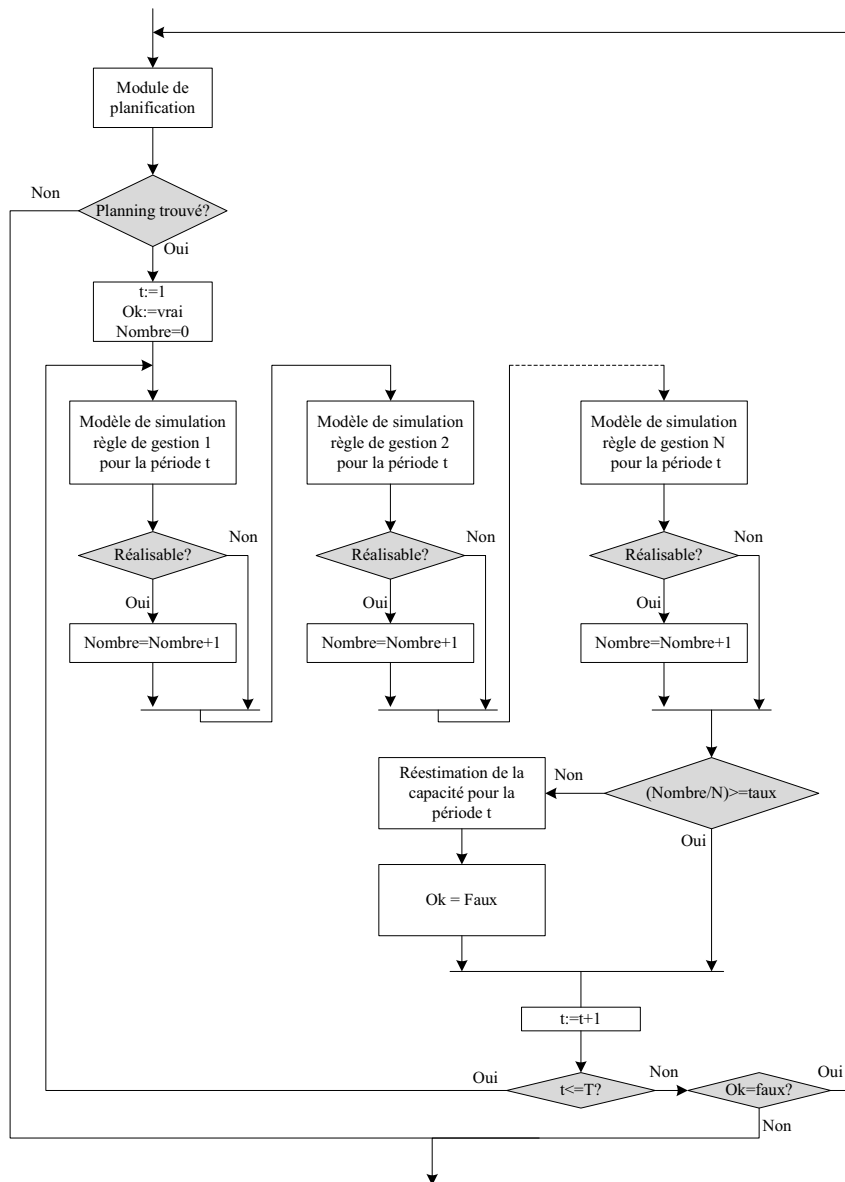 Module de
planification
Non
Planning trouvé?
Oui
t:=1
Ok:=vrai
Nombre=0
Modèle de simulation
règle de gestion 1
pour la période t
Modèle de simulation
règle de gestion 2
pour la période t
Modèle de simulation
règle de gestion N
pour la période t
Non
Non
Non
Réalisable?
Réalisable?
Réalisable?
Oui
Oui
Oui
Nombre=Nombre+1
Nombre=Nombre+1
Nombre=Nombre+1
Réestimation de la
capacité pour la
période t
Non
(Nombre/N)>=taux
Oui
Ok = Faux
t:=t+1
Oui
t<=T?
Non
Ok=faux?
Oui
Non